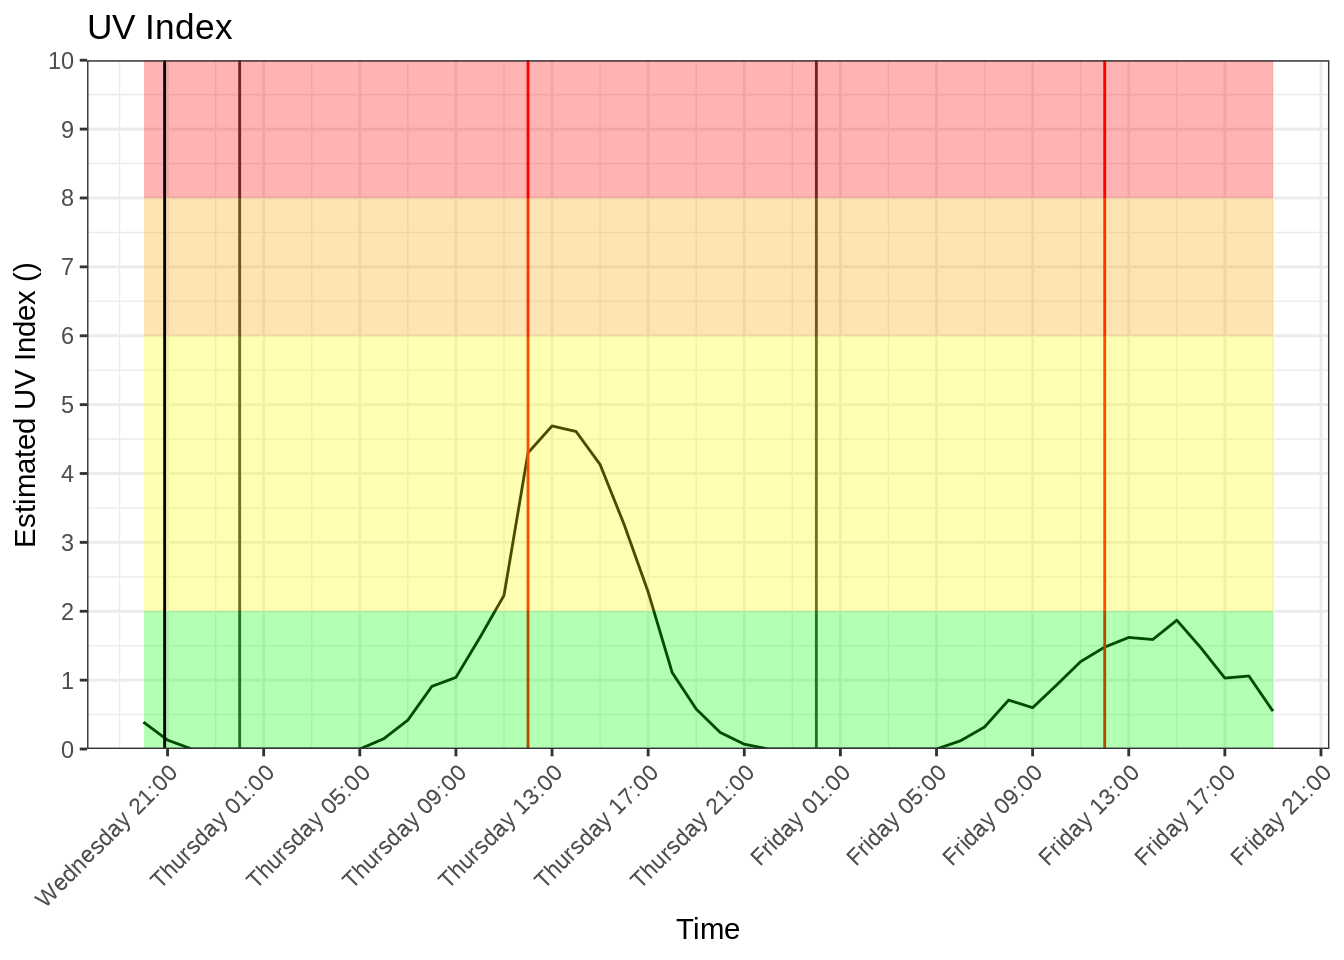 UV Index
Estimated UV Index ()
10
9
8
7
6
5
4
3
2
1
0
Wednesday 21:00
Thursday 01:00
Thursday 05:00
Thursday 09:00
Thursday 13:00
Thursday 17:00
Thursday 21:00
Friday 01:00
Friday 05:00
Friday 09:00
Friday 13:00
Friday 17:00
Friday 21:00
Time